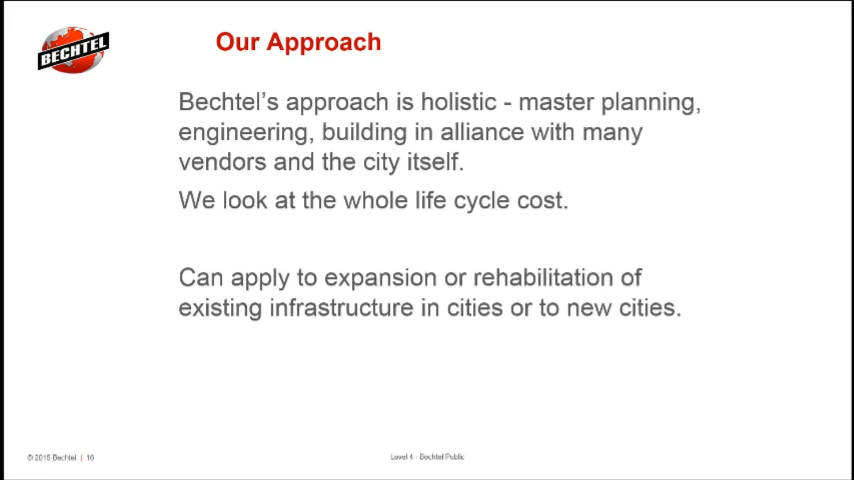 BECHTEL
Our Approach
Bechtel's approach is holistic - master planning,
engineering, building in alliance with many
vendors and the city itself.
We look at the whole life cycle cost.
Can apply to expansion or rehabilitation of
existing infrastructure in cities or to new cities.
© 2015 Bechtel | 16
Level 4 - Bechtel Public